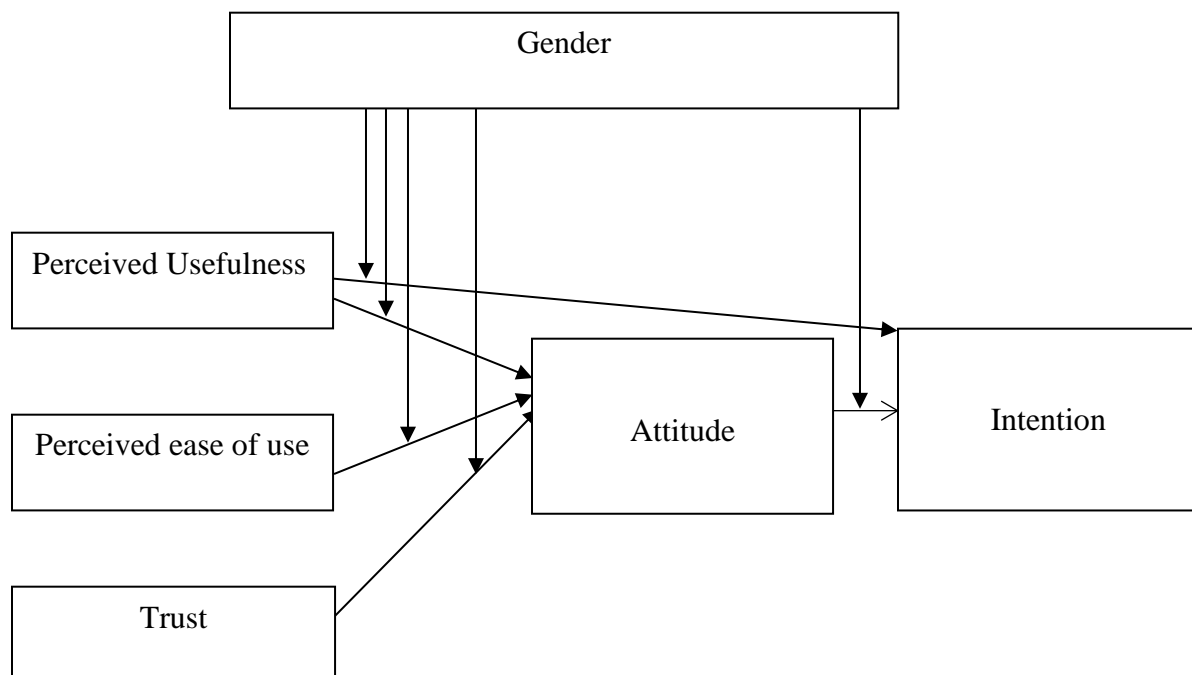 Gender
Perceived Usefulness
Perceived ease of use
Attitude
Intention
Trust